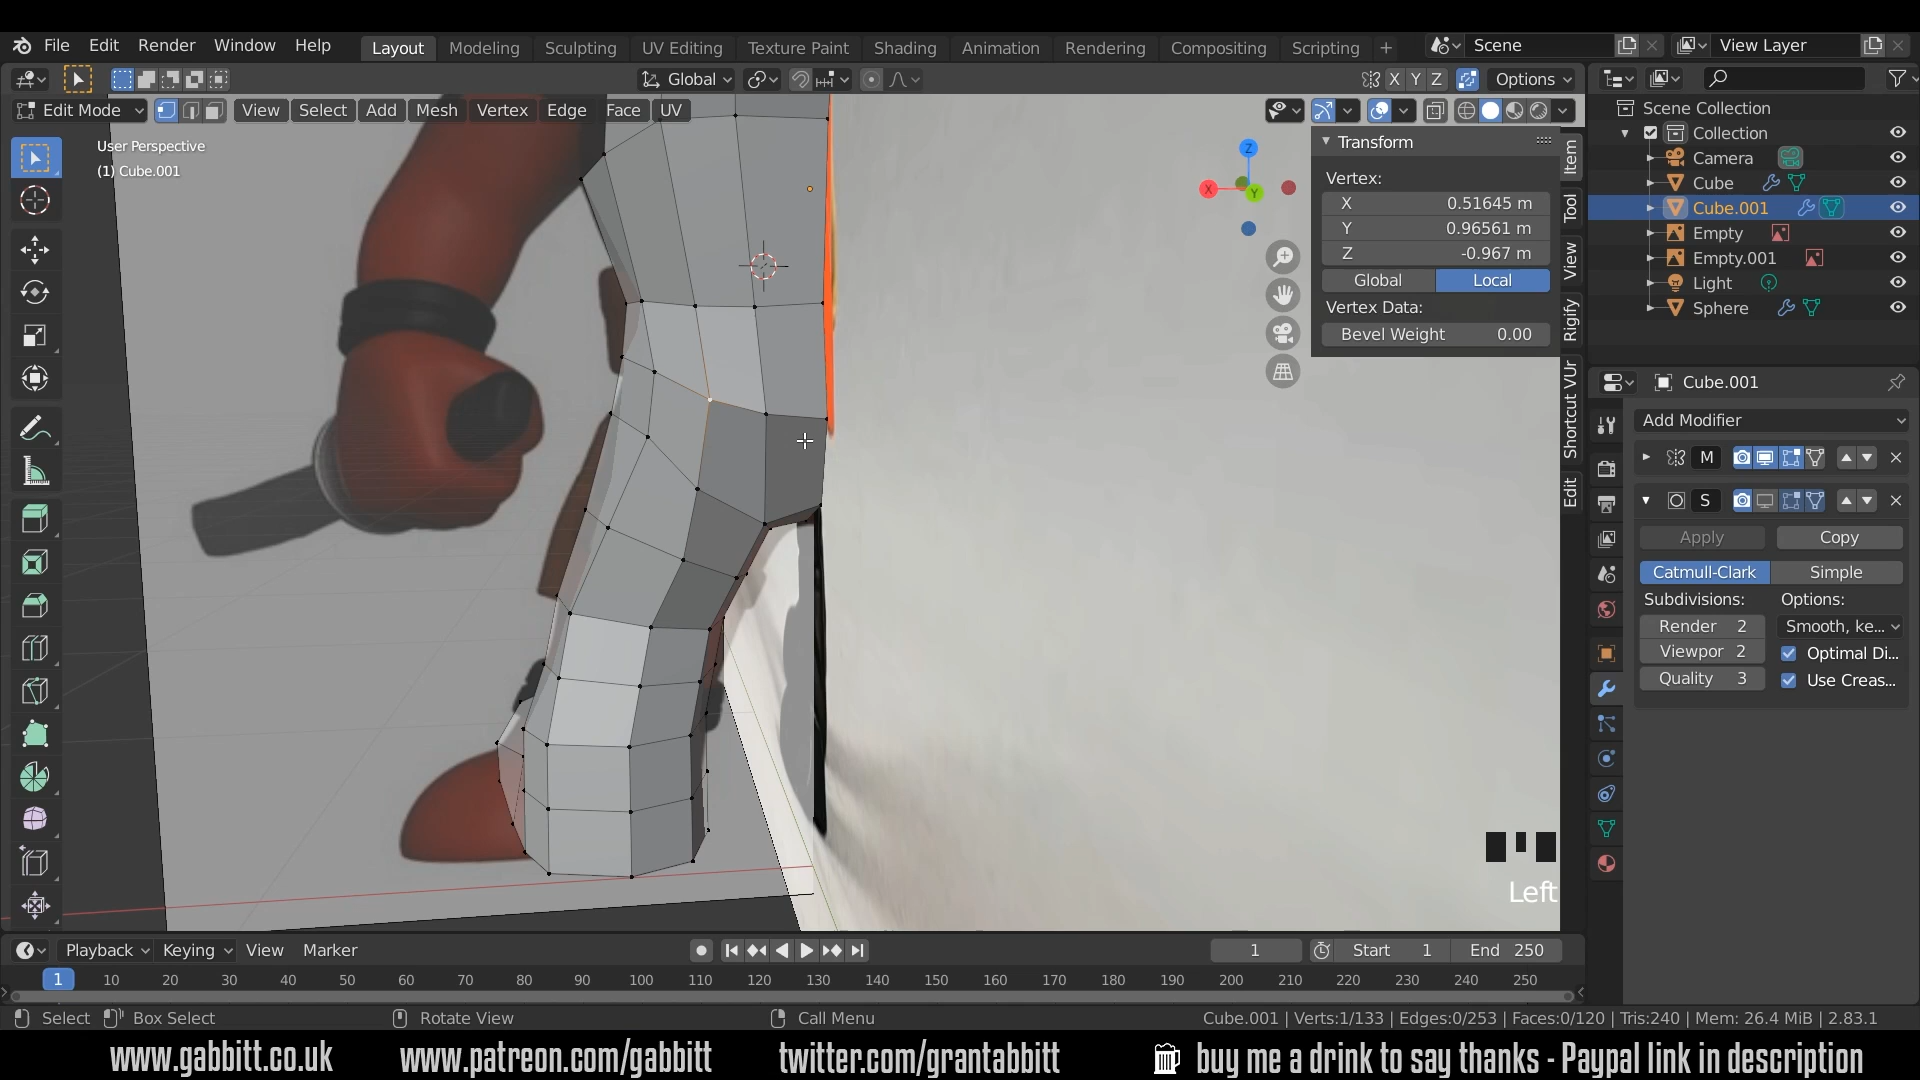 File Edit Render Window Help Layout Modeling Sculpting UV Editing Texture Paint Shading Animation Rendering Compositing Scripting + Scene View Layer
Global X Y Z Options
Edit Mode View Select Add Mesh Vertex Edge Face UV
User Perspective
(1) Cube.001
Z
X
Y
Transform
Vertex:
X 0.51645 m
Y 0.96561 m
Z -0.967 m
Global Local
Vertex Data:
Bevel Weight 0.00
Item
Tool
View
Rigify
Shortcut VUr
Edit
Scene Collection
Collection
Camera
Cube
Cube.001
Empty
Empty.001
Light
Sphere
Cube.001
Add Modifier
M
S
Apply Copy
Catmull-Clark Simple
Subdivisions: Options:
Render 2 Smooth, ke...
Viewpor 2 Optimal Di...
Quality 3 Use Creas...
Left
Playback Keying View Marker 1 Start 1 End 250
1 10 20 30 40 50 60 70 80 90 100 110 120 130 140 150 160 170 180 190 200 210 220 230 240 250
Select Box Select Rotate View Call Menu Cube.001 | Verts:1/133 | Edges:0/253 | Faces:0/120 | Tris:240 | Mem: 26.4 MiB | 2.83.1
www.gabbitt.co.uk www.patreon.com/gabbitt twitter.com/grantabbitt buy me a drink to say thanks - Paypal link in description